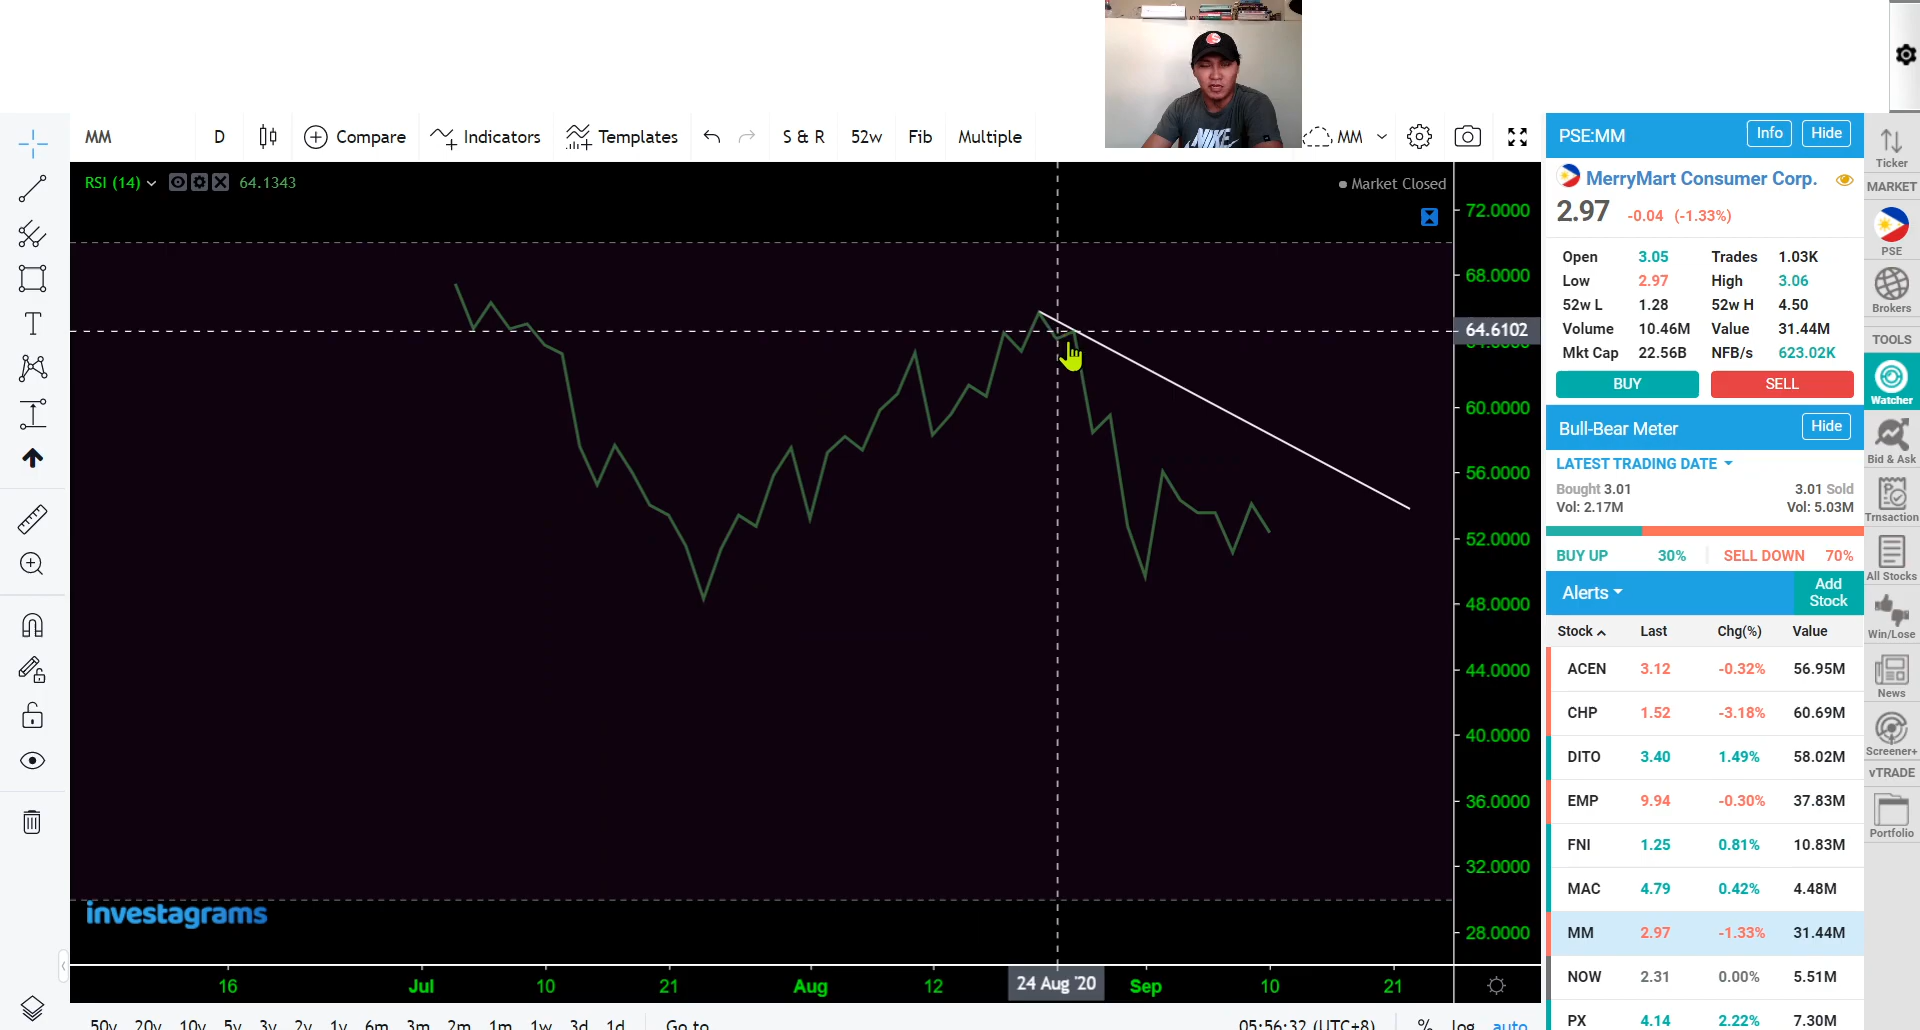 MM
D
Compare
Indicators
Templates
S & R
52w
Fib
Multiple
NIKE
MM
RSI (14)
64.1343
Market Closed
72.0000
68.0000
64.6102
60.0000
56.0000
52.0000
48.0000
44.0000
40.0000
36.0000
32.0000
28.0000
investagrams
16
Jul
10
21
Aug
12
24 Aug '20
Sep
10
21
50y 20y 10y 5y 3y 2y 1y 6m 3m 2m 1m 1w 3d 1d
Go to
05:56:32 (UTC+8)
% log auto
PSE:MM
Info
Hide
MerryMart Consumer Corp.
2.97 -0.04 (-1.33%)
Open 3.05 Trades 1.03K
Low 2.97 High 3.06
52w L 1.28 52w H 4.50
Volume 10.46M Value 31.44M
Mkt Cap 22.56B NFB/s 623.02K
BUY
SELL
Bull-Bear Meter
Hide
LATEST TRADING DATE
Bought 3.01 3.01 Sold
Vol: 2.17M Vol: 5.03M
BUY UP 30% SELL DOWN 70%
Alerts
Add
Stock
Stock Last Chg(%) Value
ACEN 3.12 -0.32% 56.95M
CHP 1.52 -3.18% 60.69M
DITO 3.40 1.49% 58.02M
EMP 9.94 -0.30% 37.83M
FNI 1.25 0.81% 10.83M
MAC 4.79 0.42% 4.48M
MM 2.97 -1.33% 31.44M
NOW 2.31 0.00% 5.51M
PX 4.14 2.22% 7.30M
Ticker
MARKET
PSE
Brokers
TOOLS
Watcher
Bid & Ask
Trnsaction
All Stocks
Win/Lose
News
Screener+
vTRADE
Portfolio